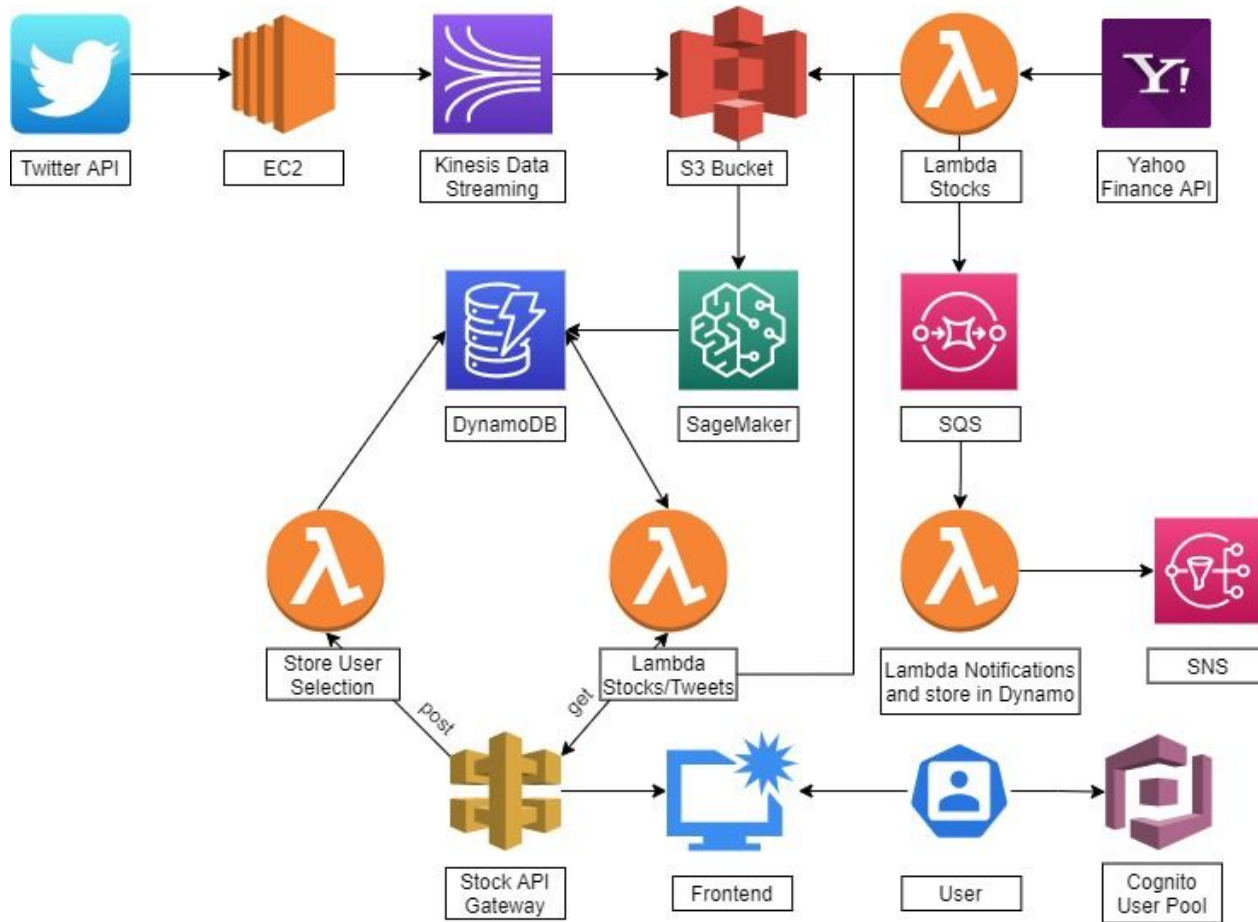 Y!
Twitter API
EC2
Kinesis Data
Streaming
S3 Bucket
Lambda
Stocks
Yahoo
Finance API
DynamoDB
SageMaker
SQS
Store User
Selection
Lambda
Stocks/Tweets
Lambda Notifications
and store in Dynamo
SNS
post
get
Stock API
Gateway
Frontend
User
Cognito
User Pool